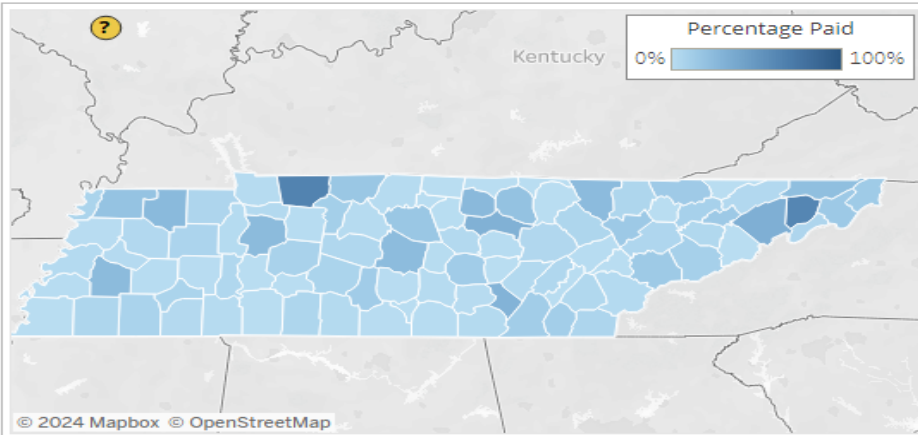 ?
Percentage Paid
0% 100%
Kentucky
© 2024 Mapbox © OpenStreetMap